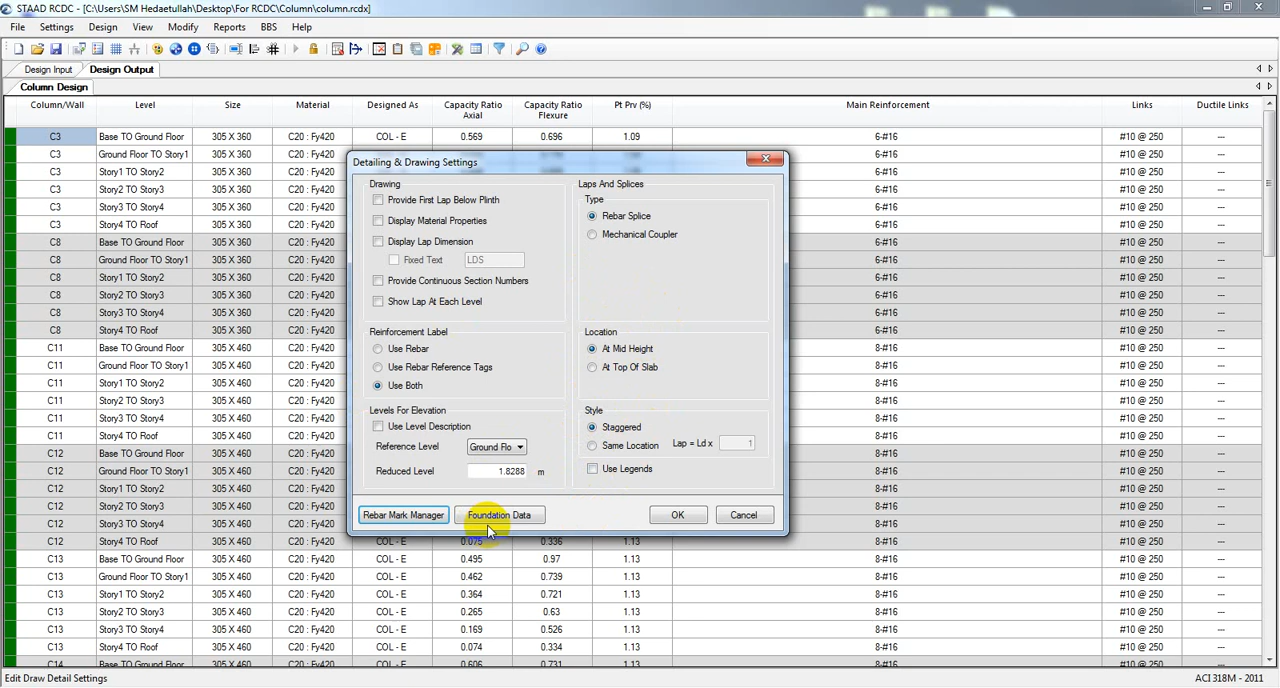 STAAD RCDC - [C:\Users\SM Hedaetullah\Desktop\For RCDC\Column\column.rcdx]
File Settings Design View Modify Reports BBS Help
Design Input Design Output
Column Design
Column/Wall Level Size Material Designed As Capacity Ratio Axial Capacity Ratio Flexure Pt Prv (%) Main Reinforcement Links Ductile Links
C3 Base TO Ground Floor 305 X 360 C20 : Fy420 COL - E 0.569 0.696 1.09 6-#16 #10 @ 250 ---
C3 Ground Floor TO Story1 305 X 360 C20 : Fy420 6-#16 #10 @ 250 ---
C3 Story1 TO Story2 305 X 360 C20 : Fy420 6-#16 #10 @ 250 ---
C3 Story2 TO Story3 305 X 360 C20 : Fy420 6-#16 #10 @ 250 ---
C3 Story3 TO Story4 305 X 360 C20 : Fy420 6-#16 #10 @ 250 ---
C3 Story4 TO Roof 305 X 360 C20 : Fy420 6-#16 #10 @ 250 ---
C8 Base TO Ground Floor 305 X 360 C20 : Fy420 6-#16 #10 @ 250 ---
C8 Ground Floor TO Story1 305 X 360 C20 : Fy420 6-#16 #10 @ 250 ---
C8 Story1 TO Story2 305 X 360 C20 : Fy420 6-#16 #10 @ 250 ---
C8 Story2 TO Story3 305 X 360 C20 : Fy420 6-#16 #10 @ 250 ---
C8 Story3 TO Story4 305 X 360 C20 : Fy420 6-#16 #10 @ 250 ---
C8 Story4 TO Roof 305 X 360 C20 : Fy420 6-#16 #10 @ 250 ---
C11 Base TO Ground Floor 305 X 460 C20 : Fy420 8-#16 #10 @ 250 ---
C11 Ground Floor TO Story1 305 X 460 C20 : Fy420 8-#16 #10 @ 250 ---
C11 Story1 TO Story2 305 X 460 C20 : Fy420 8-#16 #10 @ 250 ---
C11 Story2 TO Story3 305 X 460 C20 : Fy420 8-#16 #10 @ 250 ---
C11 Story3 TO Story4 305 X 460 C20 : Fy420 8-#16 #10 @ 250 ---
C11 Story4 TO Roof 305 X 460 C20 : Fy420 8-#16 #10 @ 250 ---
C12 Base TO Ground Floor 305 X 460 C20 : Fy420 8-#16 #10 @ 250 ---
C12 Ground Floor TO Story1 305 X 460 C20 : Fy420 8-#16 #10 @ 250 ---
C12 Story1 TO Story2 305 X 460 C20 : Fy420 8-#16 #10 @ 250 ---
C12 Story2 TO Story3 305 X 460 C20 : Fy420 8-#16 #10 @ 250 ---
C12 Story3 TO Story4 305 X 460 C20 : Fy420 8-#16 #10 @ 250 ---
C12 Story4 TO Roof 305 X 460 C20 : Fy420 COL - E 0.075 0.336 1.13 8-#16 #10 @ 250 ---
C13 Base TO Ground Floor 305 X 460 C20 : Fy420 COL - E 0.495 0.97 1.13 8-#16 #10 @ 250 ---
C13 Ground Floor TO Story1 305 X 460 C20 : Fy420 COL - E 0.462 0.739 1.13 8-#16 #10 @ 250 ---
C13 Story1 TO Story2 305 X 460 C20 : Fy420 COL - E 0.364 0.721 1.13 8-#16 #10 @ 250 ---
C13 Story2 TO Story3 305 X 460 C20 : Fy420 COL - E 0.265 0.63 1.13 8-#16 #10 @ 250 ---
C13 Story3 TO Story4 305 X 460 C20 : Fy420 COL - E 0.169 0.526 1.13 8-#16 #10 @ 250 ---
C13 Story4 TO Roof 305 X 460 C20 : Fy420 COL - E 0.074 0.334 1.13 8-#16 #10 @ 250 ---
C14 Base TO Ground Floor 305 X 460 C20 : Fy420 COL - E 0.606 0.731 1.13 8-#16 #10 @ 250 ---
Detailing & Drawing Settings
Drawing
Provide First Lap Below Plinth
Display Material Properties
Display Lap Dimension
Fixed Text LDS
Provide Continuous Section Numbers
Show Lap At Each Level
Reinforcement Label
Use Rebar
Use Rebar Reference Tags
Use Both
Levels For Elevation
Use Level Description
Reference Level Ground Flo
Reduced Level 1.8288 m
Laps And Splices
Type
Rebar Splice
Mechanical Coupler
Location
At Mid Height
At Top Of Slab
Style
Staggered
Same Location Lap = Ld x 1
Use Legends
Rebar Mark Manager Foundation Data OK Cancel
Edit Draw Detail Settings ACI 318M - 2011